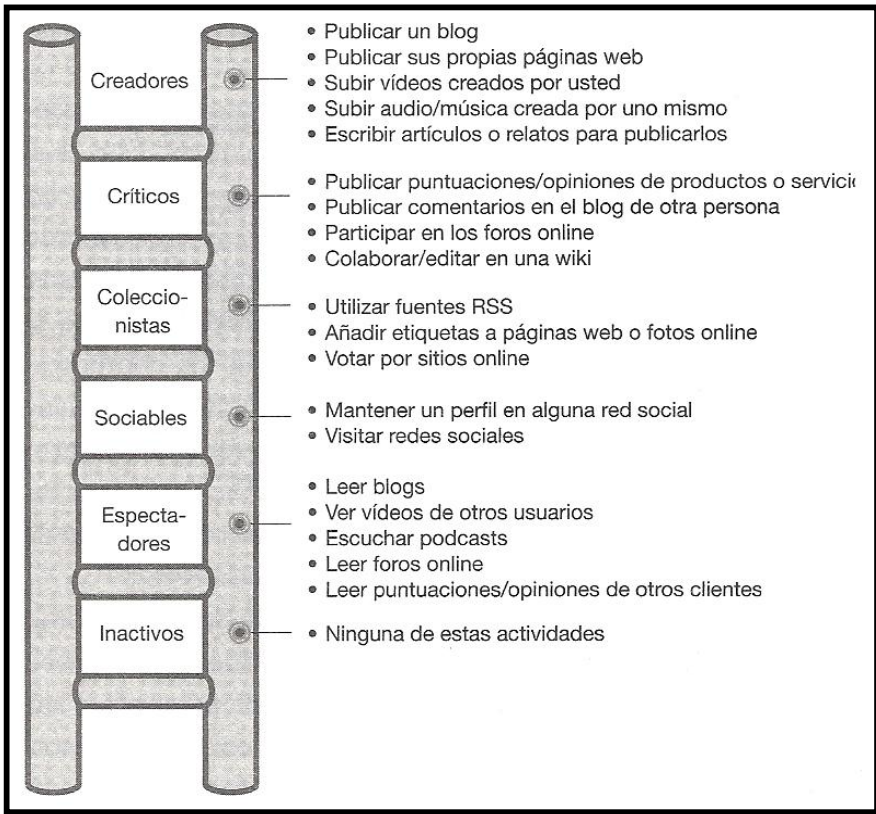 Creadores
• Publicar un blog
• Publicar sus propias páginas web
• Subir vídeos creados por usted
• Subir audio/música creada por uno mismo
• Escribir artículos o relatos para publicarlos
Críticos
• Publicar puntuaciones/opiniones de productos o servici
• Publicar comentarios en el blog de otra persona
• Participar en los foros online
• Colaborar/editar en una wiki
Coleccio-
nistas
• Utilizar fuentes RSS
• Añadir etiquetas a páginas web o fotos online
• Votar por sitios online
Sociables
• Mantener un perfil en alguna red social
• Visitar redes sociales
Especta-
dores
• Leer blogs
• Ver vídeos de otros usuarios
• Escuchar podcasts
• Leer foros online
• Leer puntuaciones/opiniones de otros clientes
Inactivos
• Ninguna de estas actividades